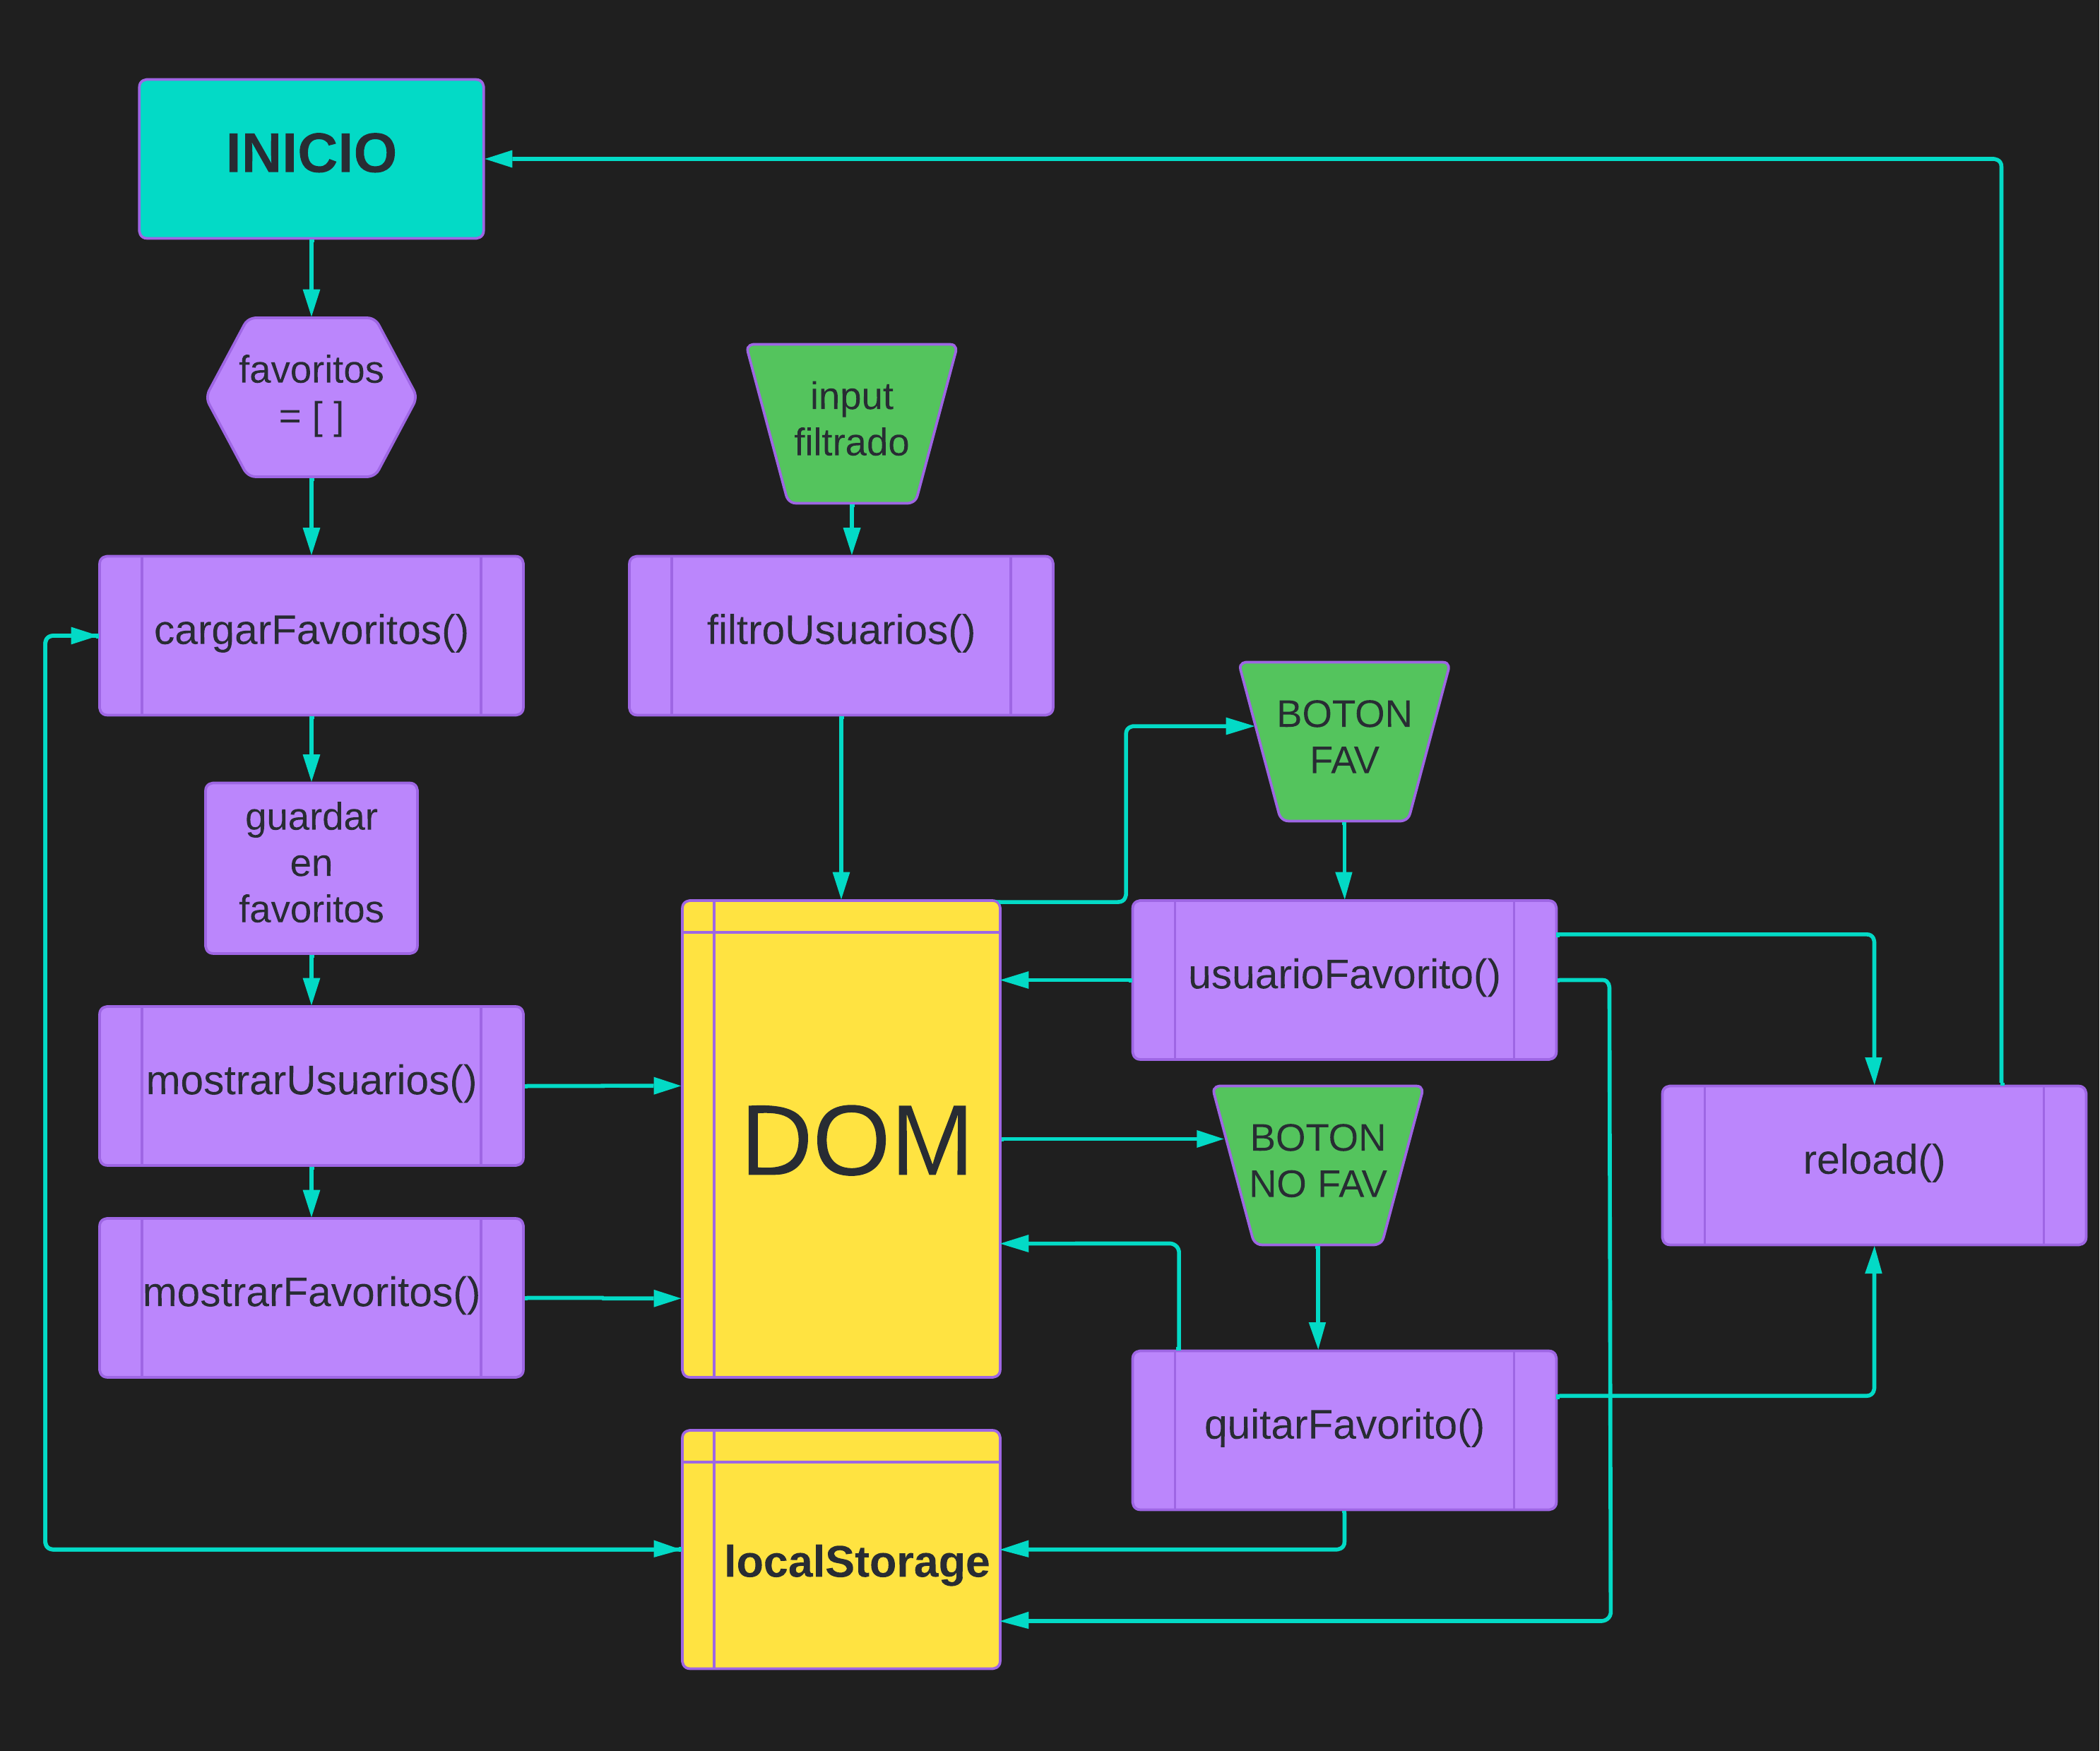 INICIO
favoritos
= [ ]
input
filtrado
cargarFavoritos()
filtroUsuarios()
BOTON
FAV
guardar
en
favoritos
usuarioFavorito()
mostrarUsuarios()
DOM
BOTON
NO FAV
reload()
mostrarFavoritos()
quitarFavorito()
localStorage